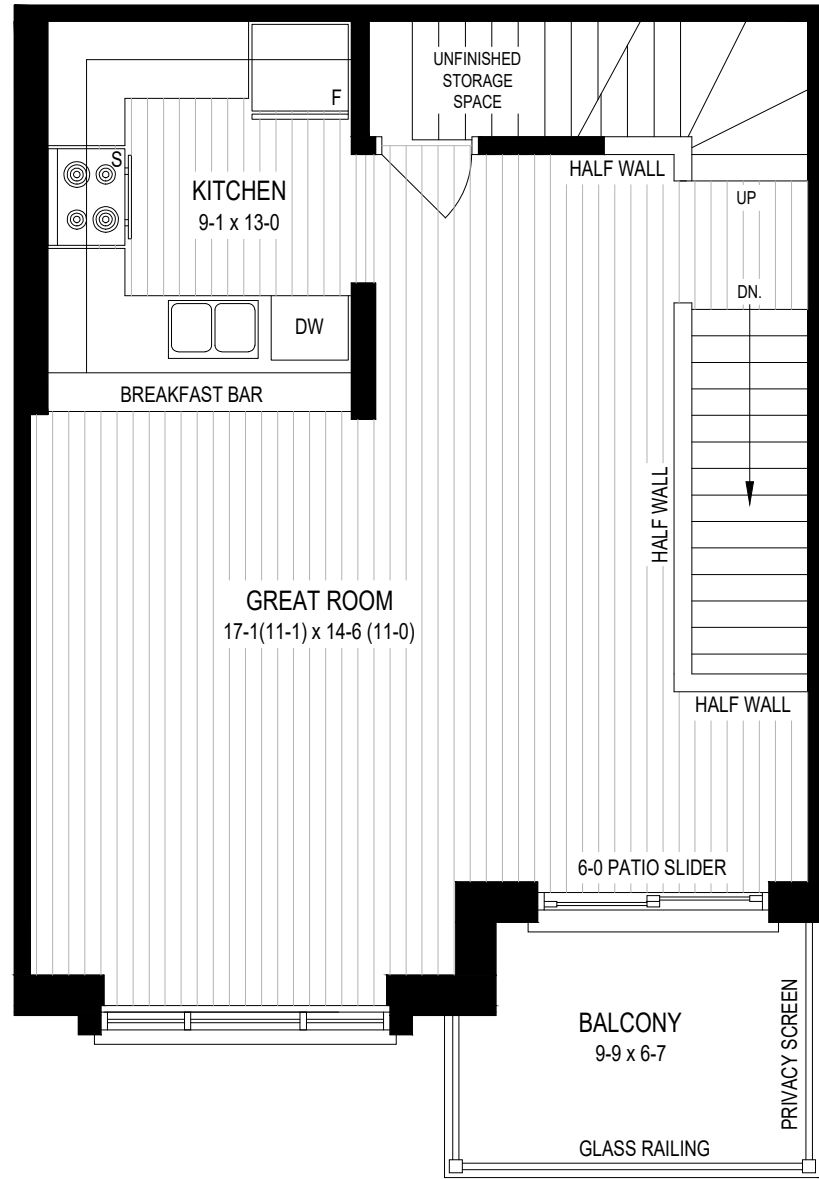 UNFINISHED
STORAGE
SPACE
F
S
KITCHEN
9-1 x 13-0
HALF WALL
UP
DN.
DW
BREAKFAST BAR
HALF WALL
GREAT ROOM
17-1(11-1) x 14-6 (11-0)
HALF WALL
6-0 PATIO SLIDER
BALCONY
9-9 x 6-7
PRIVACY SCREEN
GLASS RAILING